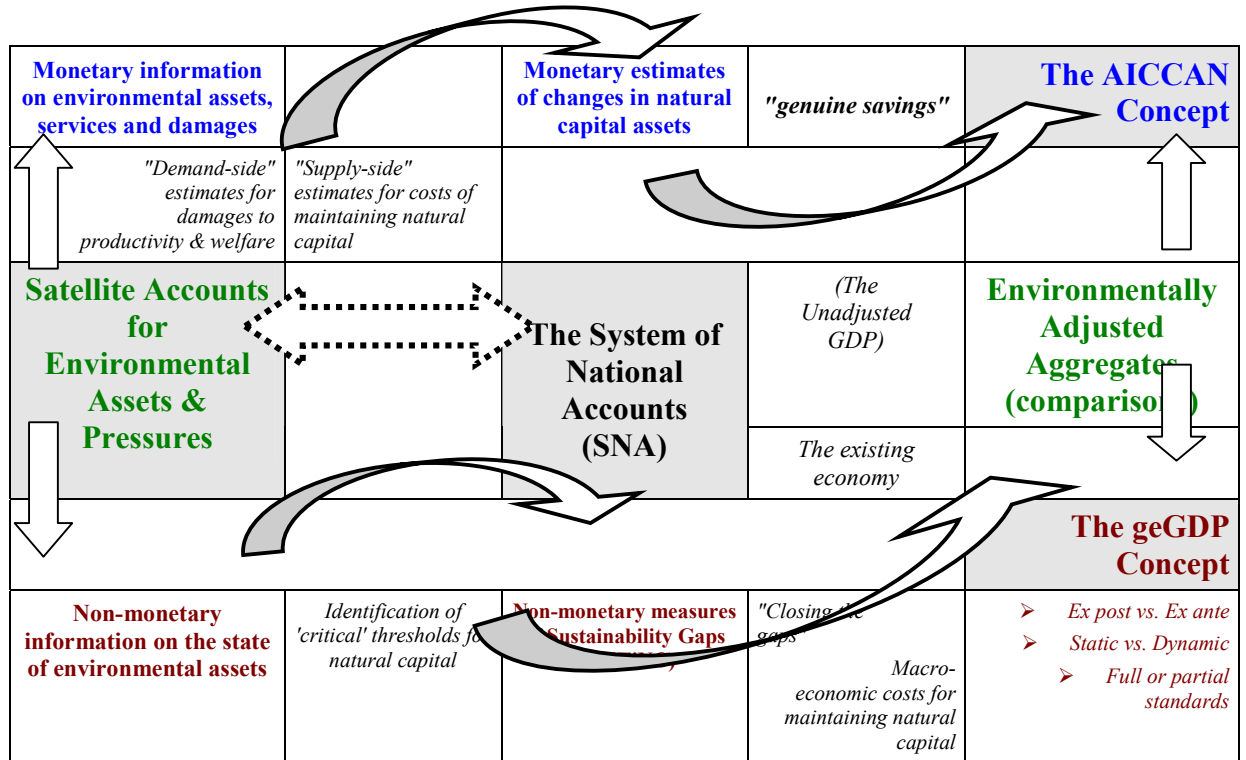 Monetary information
on environmental assets,
services and damages
Monetary estimates
of changes in natural
capital assets
"genuine savings"
The AICCAN
Concept
"Demand-side"
estimates for
damages to
productivity & welfare
"Supply-side"
estimates for costs of
maintaining natural
capital
Satellite Accounts
for
Environmental
Assets &
Pressures
The System of
National
Accounts
(SNA)
(The
Unadjusted
GDP)
Environmentally
Adjusted
Aggregates
(comparison)
The existing
economy
The geGDP
Concept
Non-monetary
information on the state
of environmental assets
Identification of
'critical' thresholds for
natural capital
Non-monetary measures
Sustainability Gaps
"Closing the
gaps"
Macro-
economic costs for
maintaining natural
capital
➢ Ex post vs. Ex ante
➢ Static vs. Dynamic
➢ Full or partial
standards